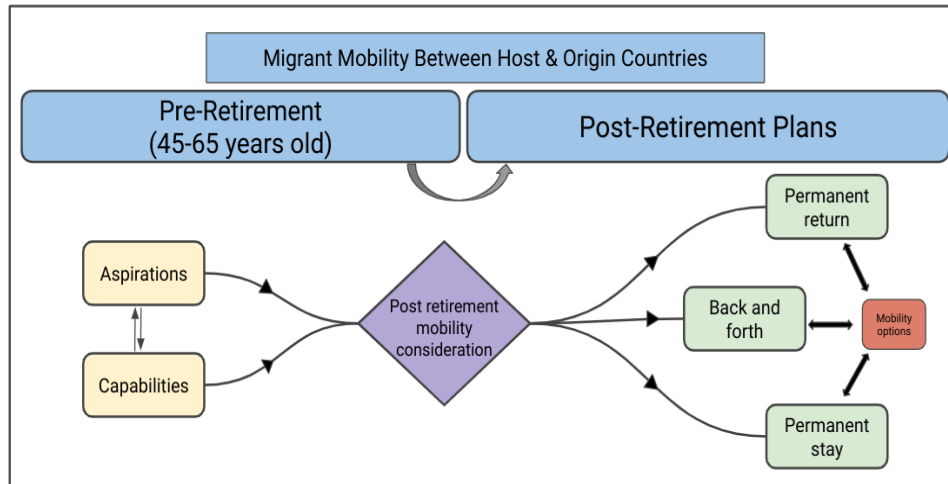 Migrant Mobility Between Host & Origin Countries
Pre-Retirement
(45-65 years old)
Post-Retirement Plans
Aspirations
Capabilities
Post retirement
mobility
consideration
Permanent
return
Back and
forth
Permanent
stay
Mobility
options